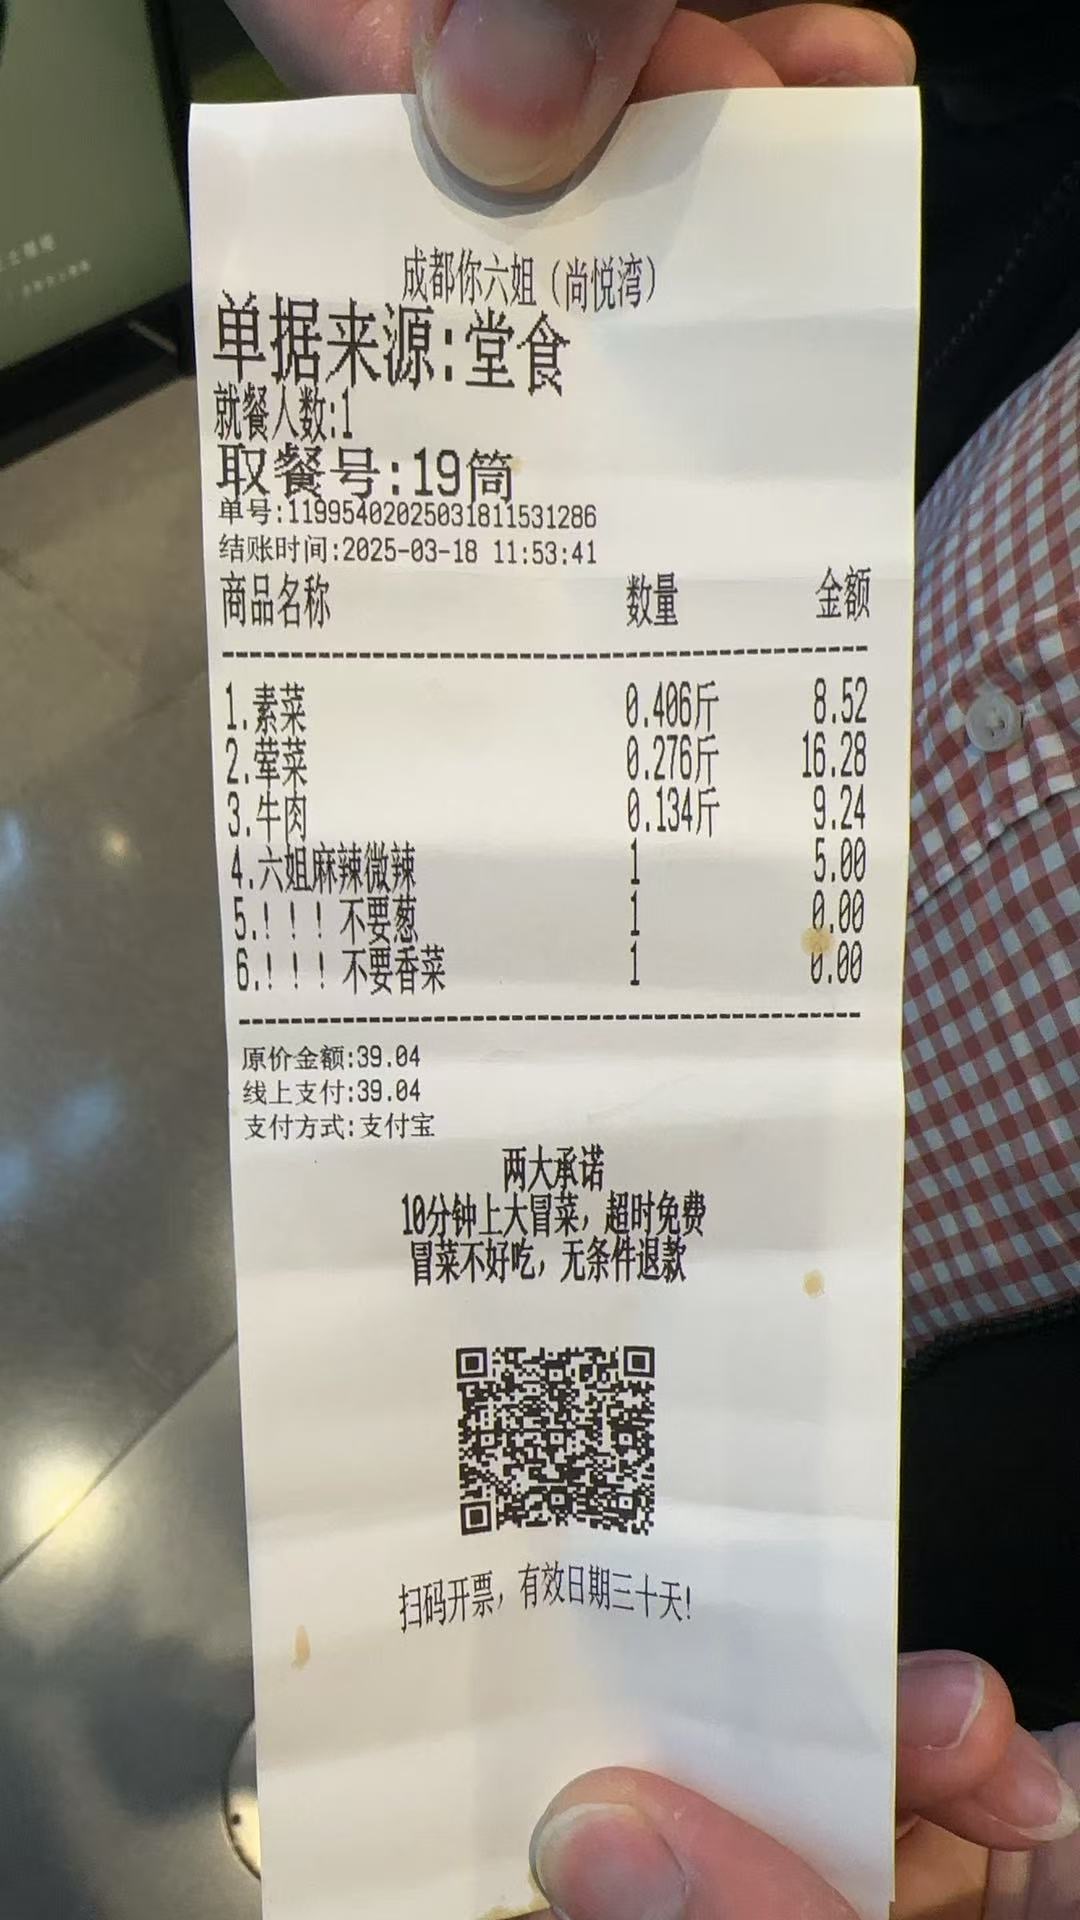 成都你六姐（尚悦湾）
单据来源:堂食
就餐人数:1
取餐号:19筒
单号:11995402025031811531286
结账时间:2025-03-18 11:53:41
商品名称 数量 金额
1.素菜 0.406斤 8.52
2.荤菜 0.276斤 16.28
3.牛肉 0.134斤 9.24
4.六姐麻辣微辣 1 5.00
5.！！！不要葱 1 0.00
6.！！！不要香菜 1 0.00
原价金额:39.04
线上支付:39.04
支付方式:支付宝
两大承诺
10分钟上大冒菜，超时免费
冒菜不好吃，无条件退款
扫码开票，有效日期三十天!